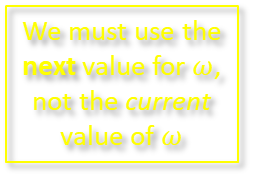 We must use the
next value for ω,
not the current
value of ω